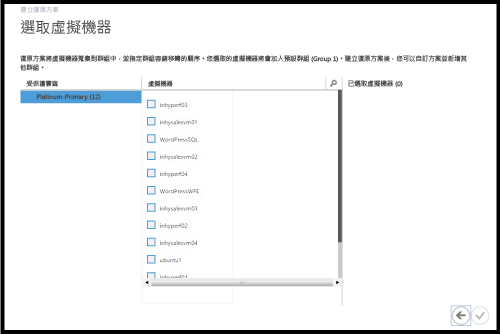 建立復原方案
選取虛擬機器
復原方案將虛擬機器蒐集到群組中，並指定群組容錯移轉的順序。您選取的虛擬機器將會加入預設群組 (Group 1)。建立復原方案後，您可以自訂方案並新增其
他群組。
受保護雲端
虛擬機器
已選取虛擬機器 (0)
Platinum-Primary (12)
inhyperf03
inhysalesvm01
WordPressSQL
inhysalesvm02
inhyperf04
WordPressWFE
inhysalesvm03
inhyperf02
inhysalesvm04
ubuntu1
inhyperf01